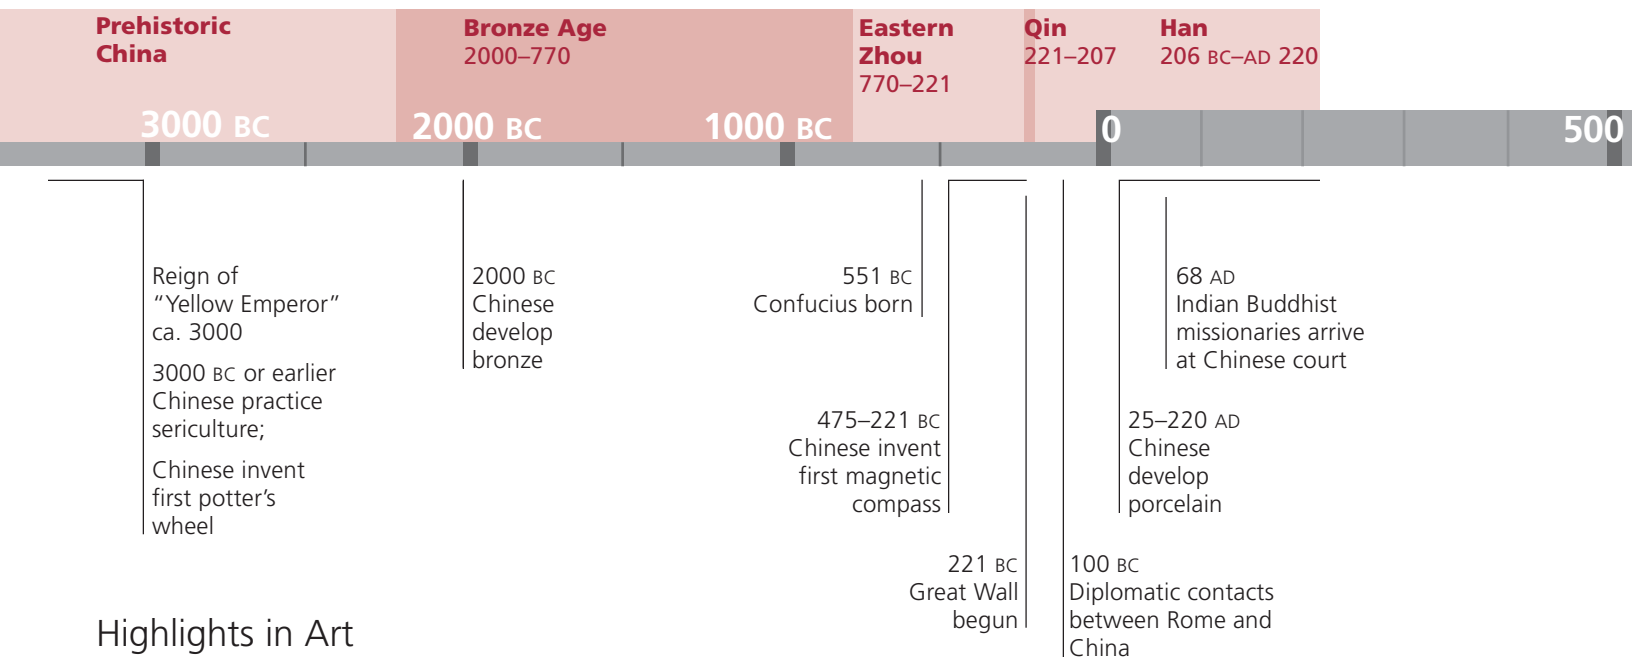 Prehistoric
China
Bronze Age
2000–770
Eastern
Zhou
770–221
Qin
221–207
Han
206 BC–AD 220
3000 BC
2000 BC
1000 BC
0
500
Reign of
“Yellow Emperor”
ca. 3000
3000 BC or earlier
Chinese practice
sericulture;
Chinese invent
first potter’s
wheel
2000 BC
Chinese
develop
bronze
551 BC
Confucius born
475–221 BC
Chinese invent
first magnetic
compass
221 BC
Great Wall
begun
68 AD
Indian Buddhist
missionaries arrive
at Chinese court
25–220 AD
Chinese
develop
porcelain
100 BC
Diplomatic contacts
between Rome and
China
Highlights in Art